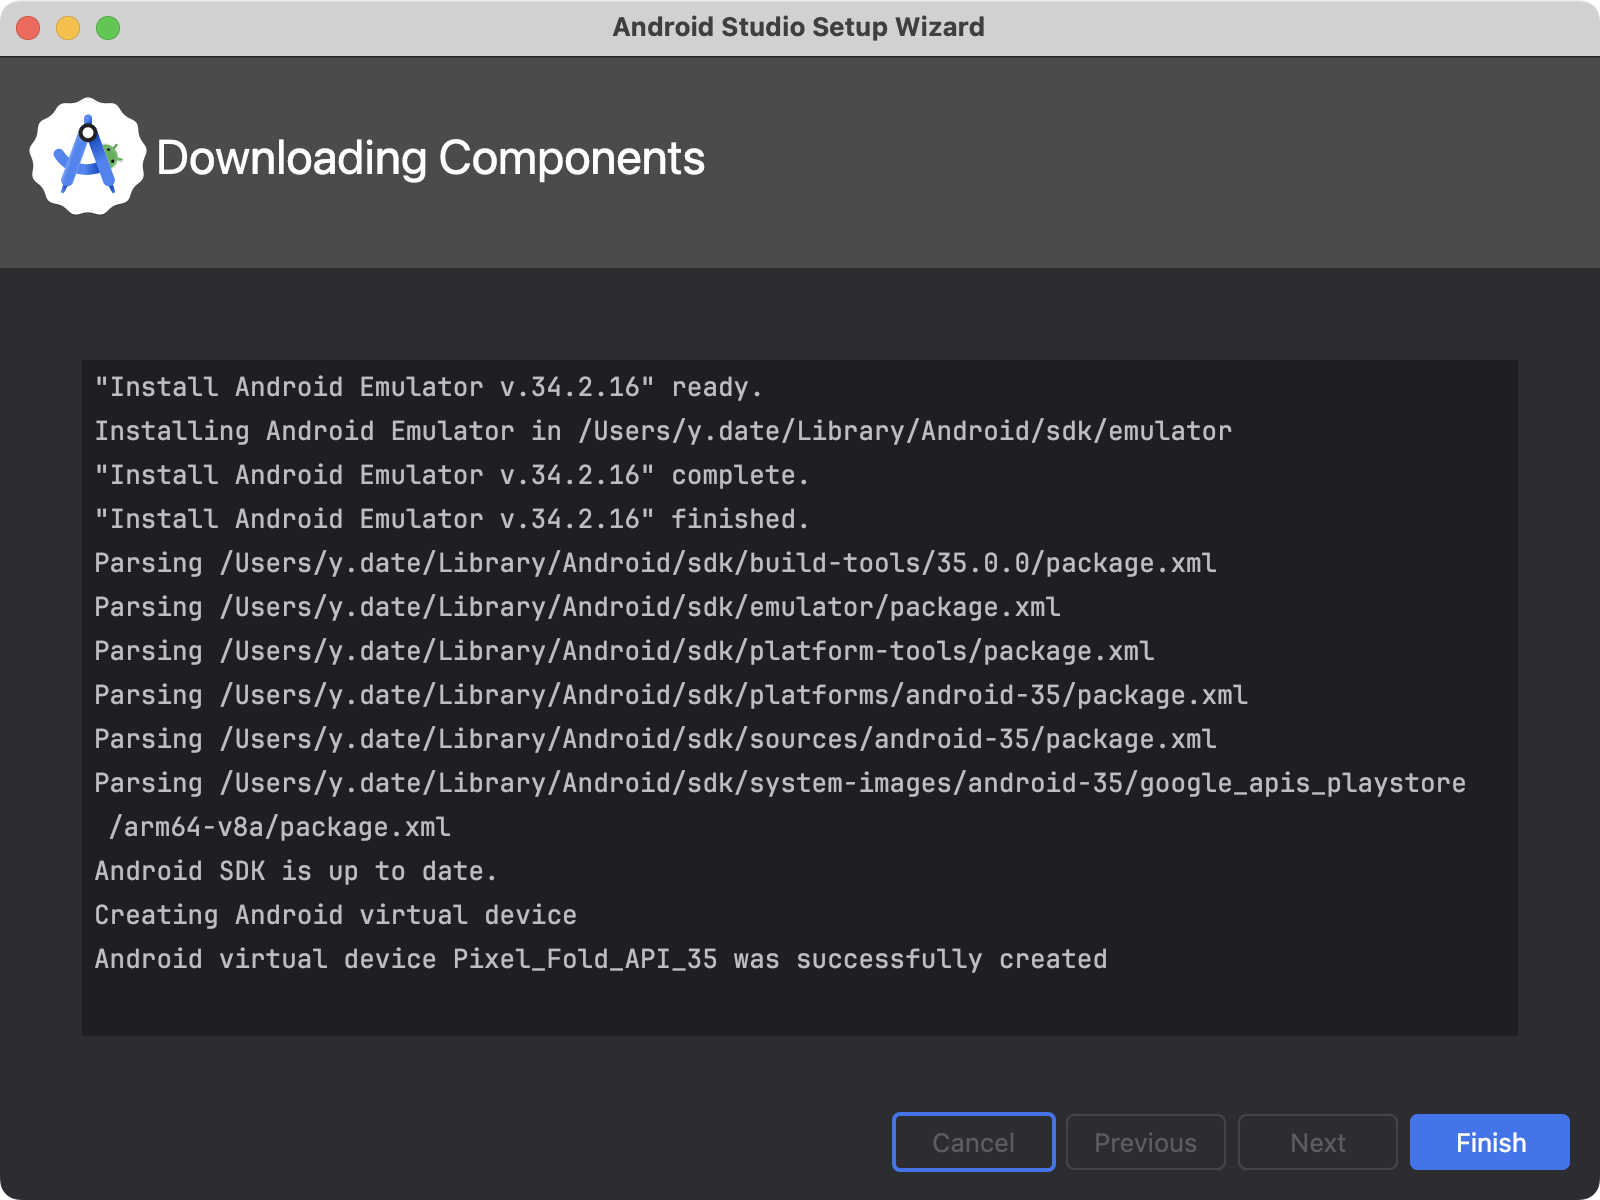 Android Studio Setup Wizard
Downloading Components
"Install Android Emulator v.34.2.16" ready.
Installing Android Emulator in /Users/y.date/Library/Android/sdk/emulator
"Install Android Emulator v.34.2.16" complete.
"Install Android Emulator v.34.2.16" finished.
Parsing /Users/y.date/Library/Android/sdk/build-tools/35.0.0/package.xml
Parsing /Users/y.date/Library/Android/sdk/emulator/package.xml
Parsing /Users/y.date/Library/Android/sdk/platform-tools/package.xml
Parsing /Users/y.date/Library/Android/sdk/platforms/android-35/package.xml
Parsing /Users/y.date/Library/Android/sdk/sources/android-35/package.xml
Parsing /Users/y.date/Library/Android/sdk/system-images/android-35/google_apis_playstore
/arm64-v8a/package.xml
Android SDK is up to date.
Creating Android virtual device
Android virtual device Pixel_Fold_API_35 was successfully created
Cancel Previous Next Finish